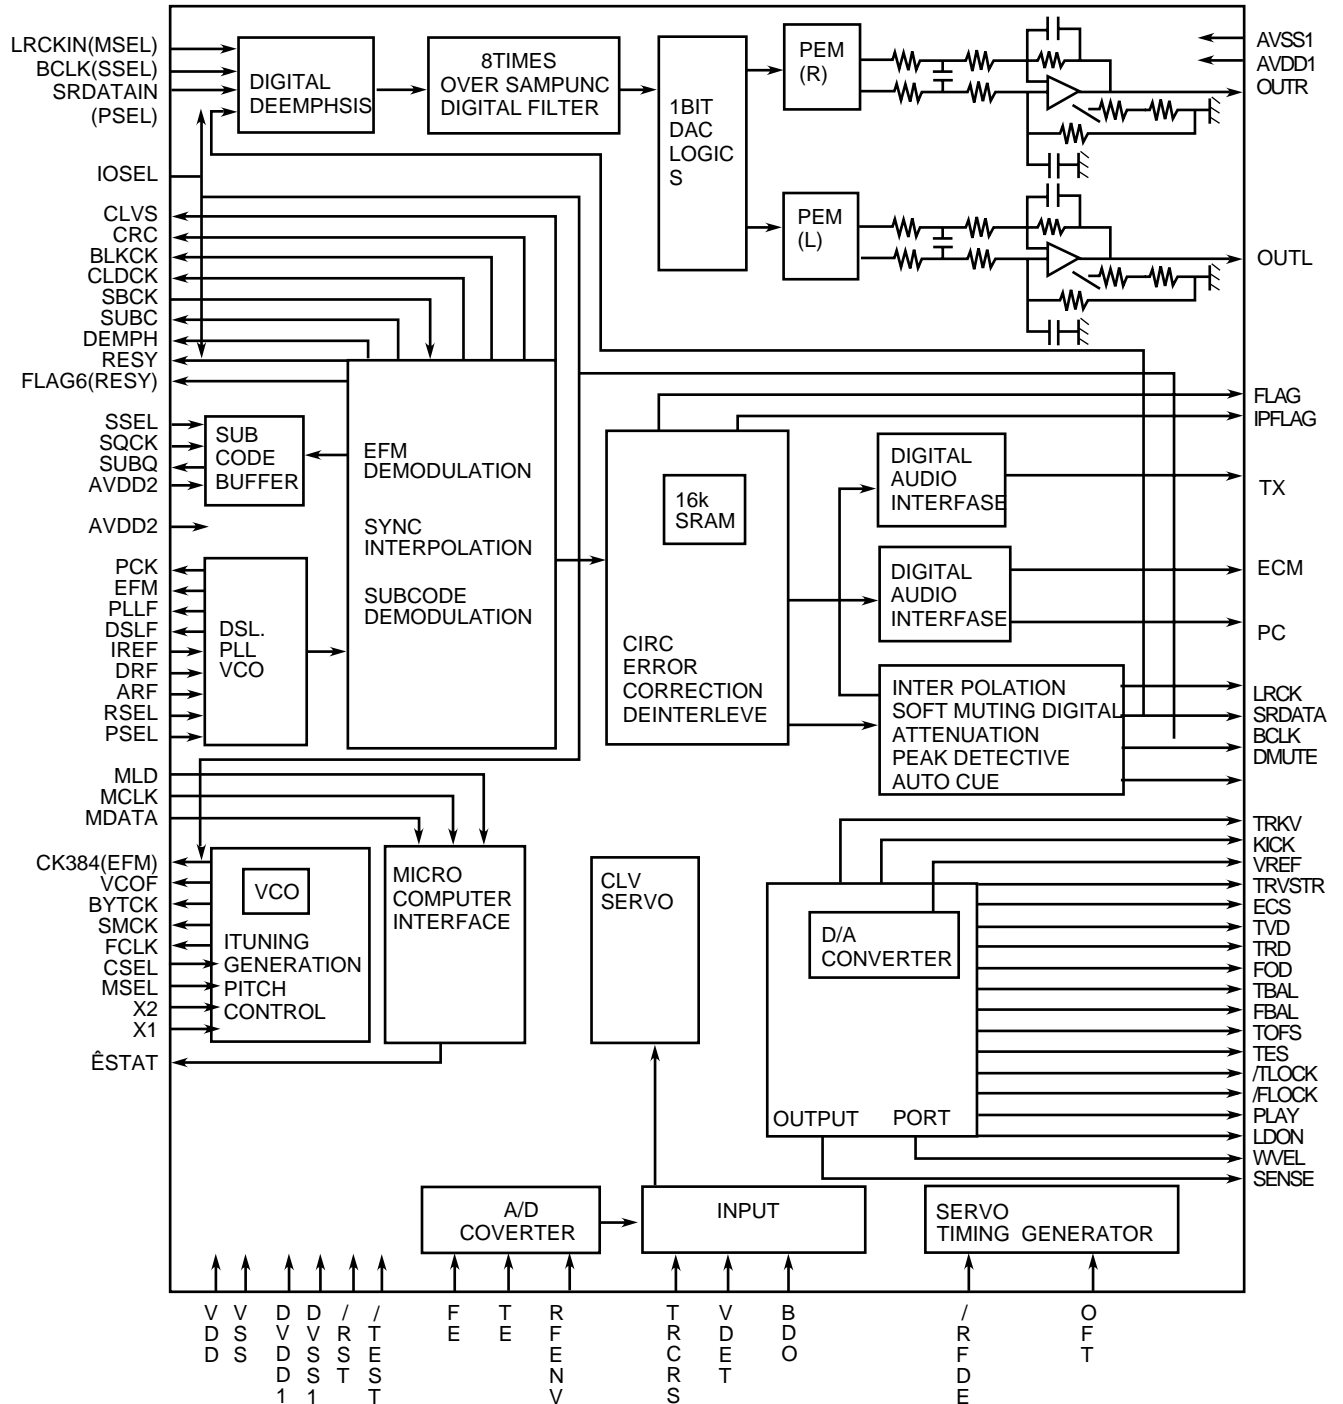 LRCKIN(MSEL)
BCLK(SSEL)
SRDATAIN
(PSEL)
IOSEL
CLVS
CRC
BLKCK
CLDCK
SBCK
SUBC
DEMPH
RESY
FLAG6(RESY)
SSEL
SQCK
SUBQ
AVDD2
AVDD2
PCK
EFM
PLLF
DSLF
IREF
DRF
ARF
RSEL
PSEL
MLD
MCLK
MDATA
CK384(EFM)
VCOF
BYTCK
SMCK
FCLK
CSEL
MSEL
X2
X1
ÊSTAT
DIGITAL
DEEMPHSIS
8TIMES
OVER SAMPUNC
DIGITAL FILTER
1BIT
DAC
LOGIC
S
PEM
(R)
PEM
(L)
SUB
CODE
BUFFER
EFM
DEMODULATION
SYNC
INTERPOLATION
SUBCODE
DEMODULATION
DSL.
PLL
VCO
16k
SRAM
CIRC
ERROR
CORRECTION
DEINTERLEVE
DIGITAL
AUDIO
INTERFASE
DIGITAL
AUDIO
INTERFASE
INTER POLATION
SOFT MUTING DIGITAL
ATTENUATION
PEAK DETECTIVE
AUTO CUE
VCO
ITUNING
GENERATION
PITCH
CONTROL
MICRO
COMPUTER
INTERFACE
CLV
SERVO
D/A
CONVERTER
OUTPUT PORT
A/D
COVERTER
INPUT
SERVO
TIMING GENERATOR
AVSS1
AVDD1
OUTR
OUTL
FLAG
IPFLAG
TX
ECM
PC
LRCK
SRDATA
BCLK
DMUTE
TRKV
KICK
VREF
TRVSTR
ECS
TVD
TRD
FOD
TBAL
FBAL
TOFS
TES
/TLOCK
/FLOCK
PLAY
LDON
WVEL
SENSE
VDD
VSS
DVDD1
DVSS1
/RST
/TEST
FE
TE
RFENV
TRCRS
VDET
BDO
/RFDE
OFT